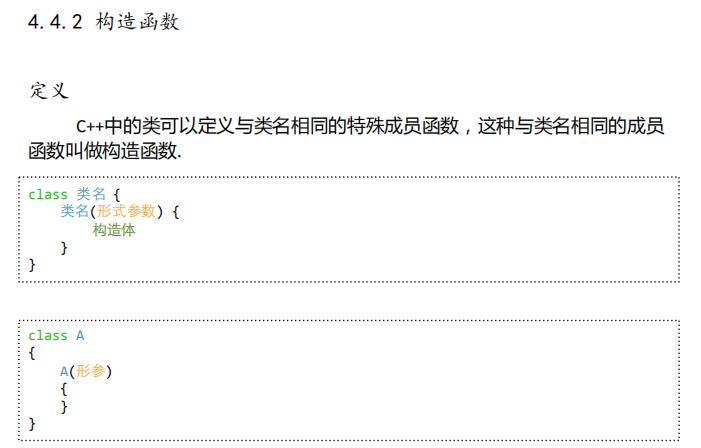 4.4.2 构造函数
定义
C++中的类可以定义与类名相同的特殊成员函数，这种与类名相同的成员
函数叫做构造函数.
class 类名 {
类名(形式参数) {
构造体
}
}
class A
{
A(形参)
{
}
}